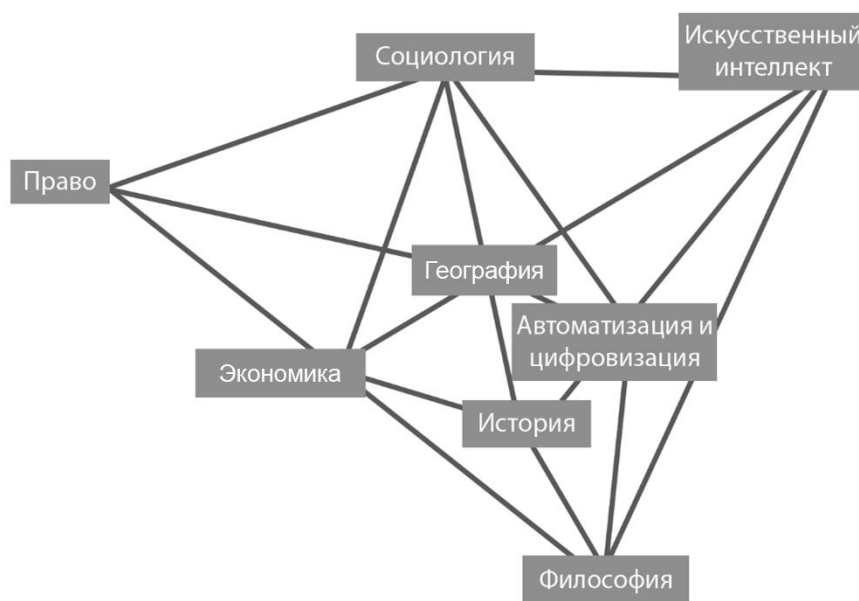 Социология
Искусственный
интеллект
Право
География
Автоматизация и
цифровизация
Экономика
История
Философия